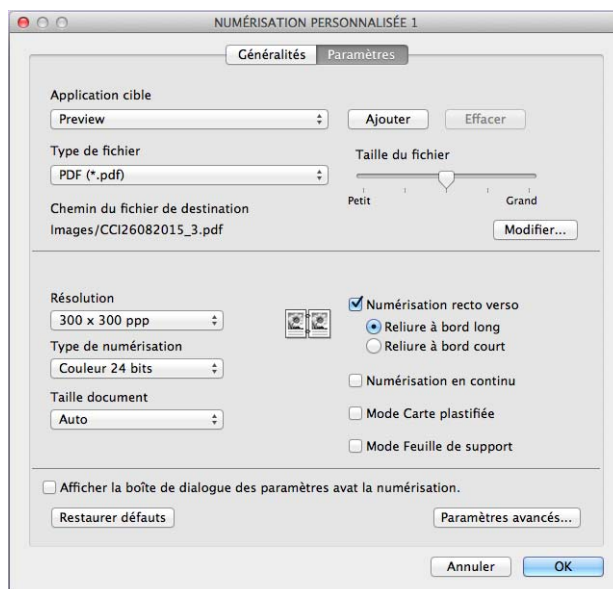 NUMÉRISATION PERSONNALISÉE 1
Généralités Paramètres
Application cible
Preview Ajouter Effacer
Type de fichier Taille du fichier
PDF (*.pdf)
Petit Grand
Chemin du fichier de destination
Images/CCI26082015_3.pdf Modifier...
Résolution
300 x 300 ppp
Type de numérisation
Couleur 24 bits
Taille document
Auto
Numérisation recto verso
Reliure à bord long
Reliure à bord court
Numérisation en continu
Mode Carte plastifiée
Mode Feuille de support
Afficher la boîte de dialogue des paramètres avat la numérisation.
Restaurer défauts Paramètres avancés...
Annuler OK